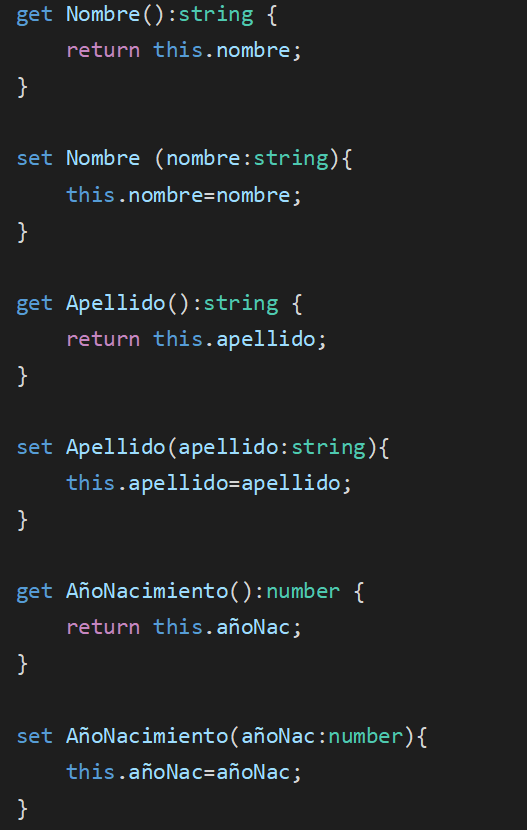 get Nombre():string {
return this.nombre;
}
set Nombre (nombre:string){
this.nombre=nombre;
}
get Apellido():string {
return this.apellido;
}
set Apellido(apellido:string){
this.apellido=apellido;
}
get AñoNacimiento():number {
return this.añoNac;
}
set AñoNacimiento(añoNac:number){
this.añoNac=añoNac;
}